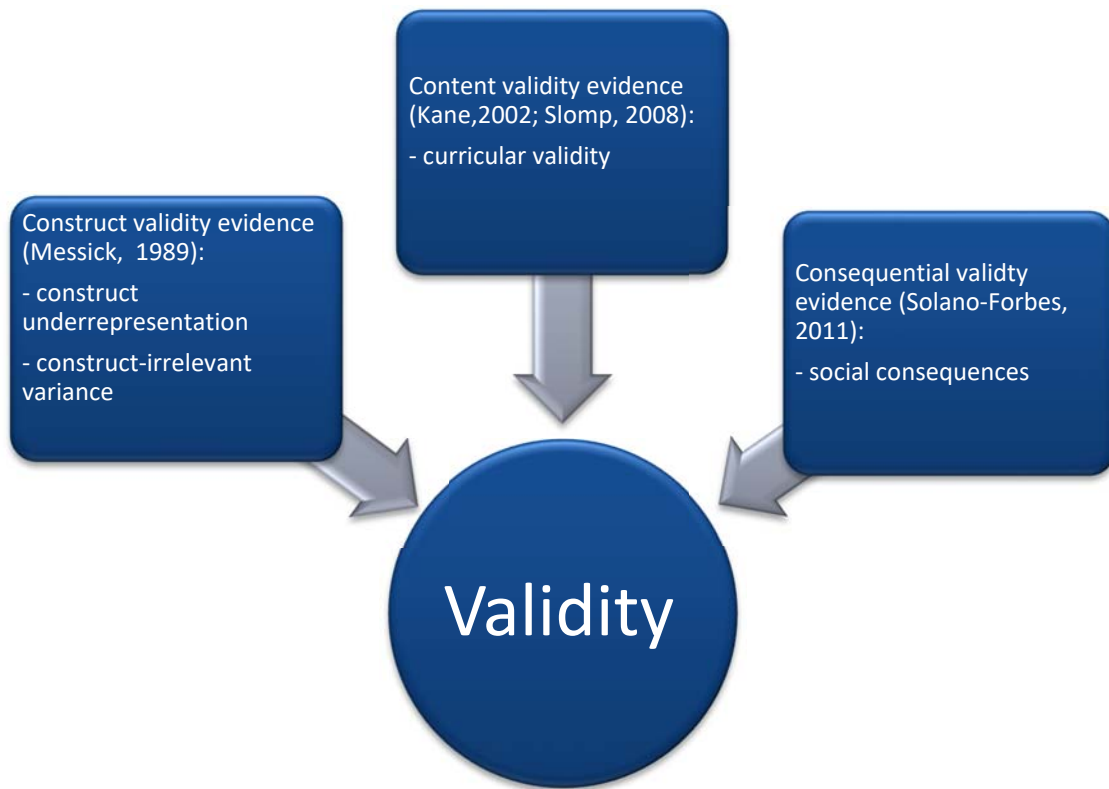 Content validity evidence
(Kane,2002; Slomp, 2008):
- curricular validity
Construct validity evidence
(Messick, 1989):
- construct
underrepresentation
- construct-irrelevant
variance
Consequential validty
evidence (Solano-Forbes,
2011):
- social consequences
Validity